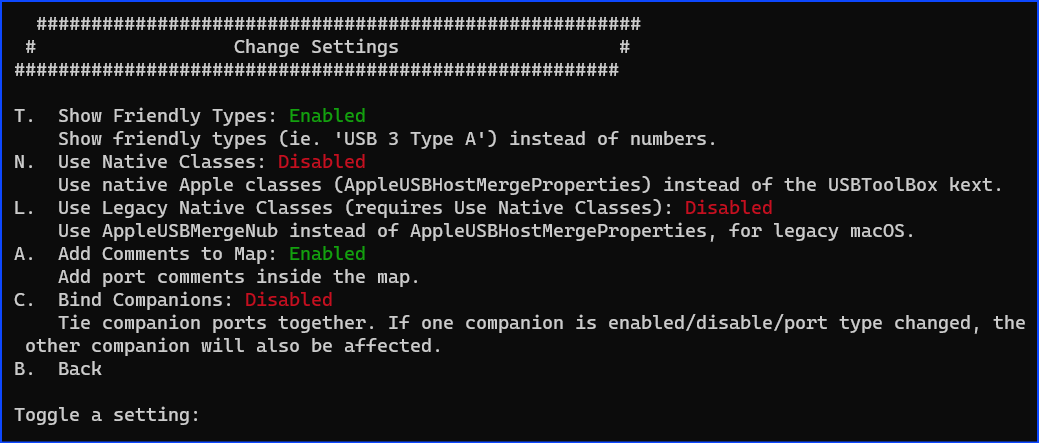 #######################################################
# Change Settings #
#######################################################
T. Show Friendly Types: Enabled
Show friendly types (ie. 'USB 3 Type A') instead of numbers.
N. Use Native Classes: Disabled
Use native Apple classes (AppleUSBHostMergeProperties) instead of the USBToolBox kext.
L. Use Legacy Native Classes (requires Use Native Classes): Disabled
Use AppleUSBMergeNub instead of AppleUSBHostMergeProperties, for legacy macOS.
A. Add Comments to Map: Enabled
Add port comments inside the map.
C. Bind Companions: Disabled
Tie companion ports together. If one companion is enabled/disable/port type changed, the
other companion will also be affected.
B. Back
Toggle a setting: